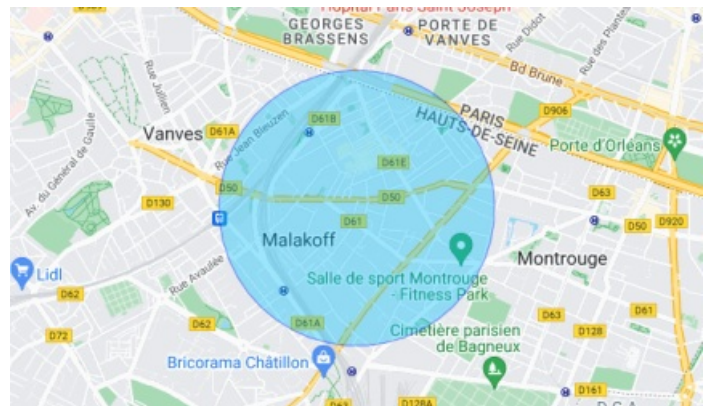 Hôpital Paris Saint Joseph
GEORGES
BRASSENS
PORTE DE
VANVES
Rue Didot
Rue des Plantes
Bd Brune
Rue Julien
D61B
PARIS
HAUTS-DE-SEINE
D906
Vanves
D61A
Rue Jean Bleuzen
Porte d'Orléans
Av. du Général de Gaulle
D61E
D50
D50
D63
D130
D61
D50
D920
Malakoff
Montrouge
Lidl
Rue Avaulée
Salle de sport Montrouge
- Fitness Park
D62
D61
D72
D62
D61A
D63
D128
Cimetière parisien
de Bagneux
Bricorama Châtillon
D161
D63
D128A